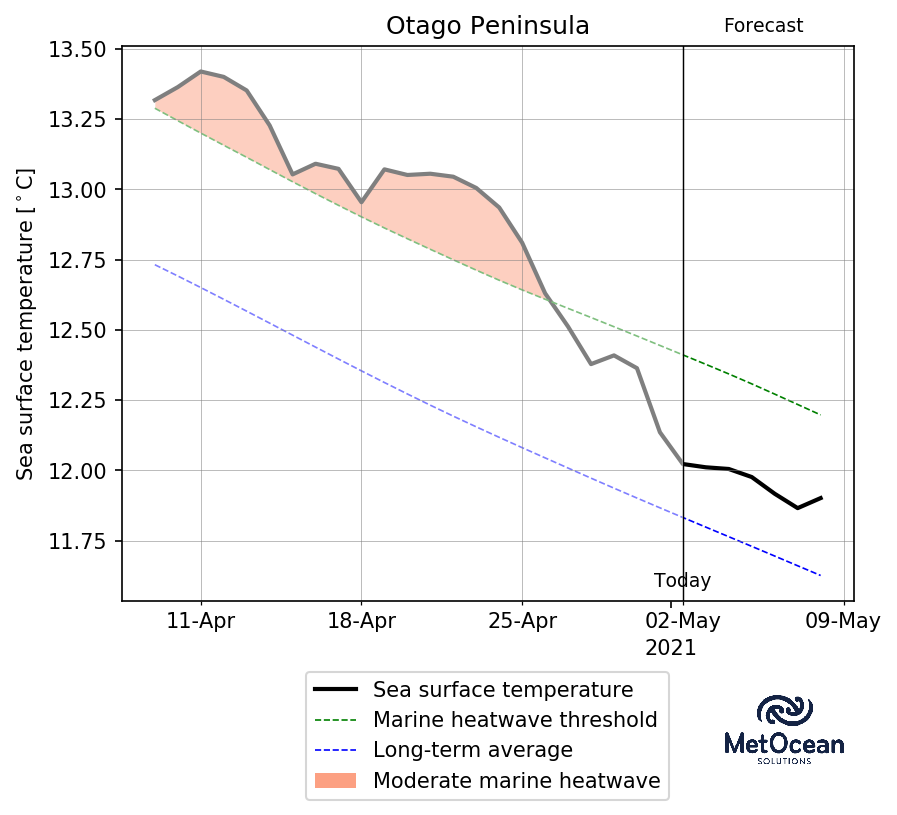 Otago Peninsula
Forecast
Sea surface temperature [°C]
13.50
13.25
13.00
12.75
12.50
12.25
12.00
11.75
Today
11-Apr 18-Apr 25-Apr 02-May 09-May
2021
Sea surface temperature
Marine heatwave threshold
Long-term average
Moderate marine heatwave
MetOcean
SOLUTIONS